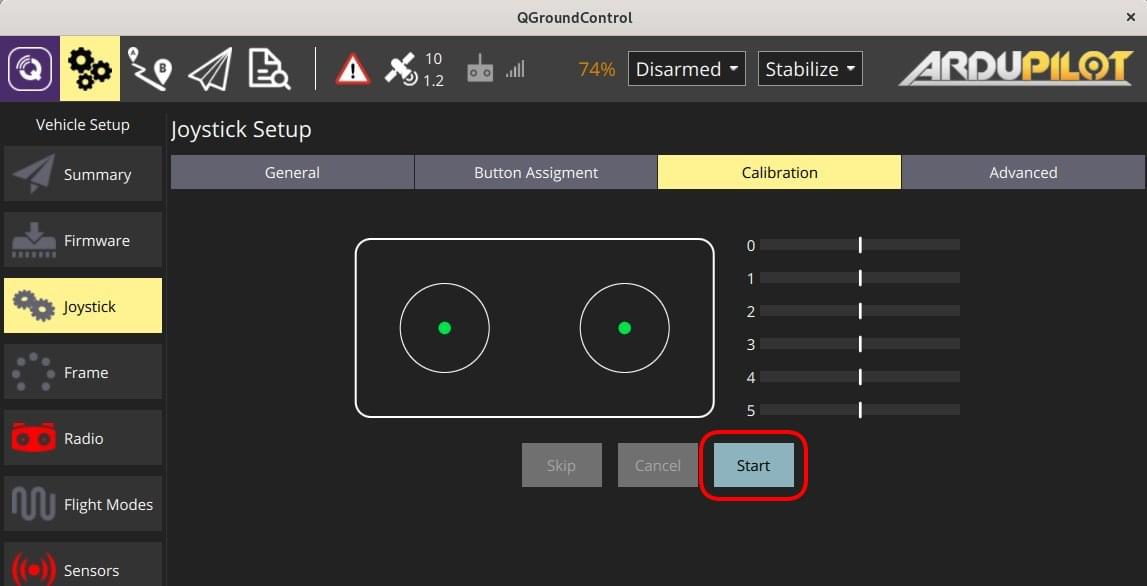 QGroundControl
10
1.2
74%
Disarmed
Stabilize
ARDUPILOT
Vehicle Setup
Summary
Firmware
Joystick
Frame
Radio
Flight Modes
Sensors
Joystick Setup
General
Button Assigment
Calibration
Advanced
0
1
2
3
4
5
Skip
Cancel
Start